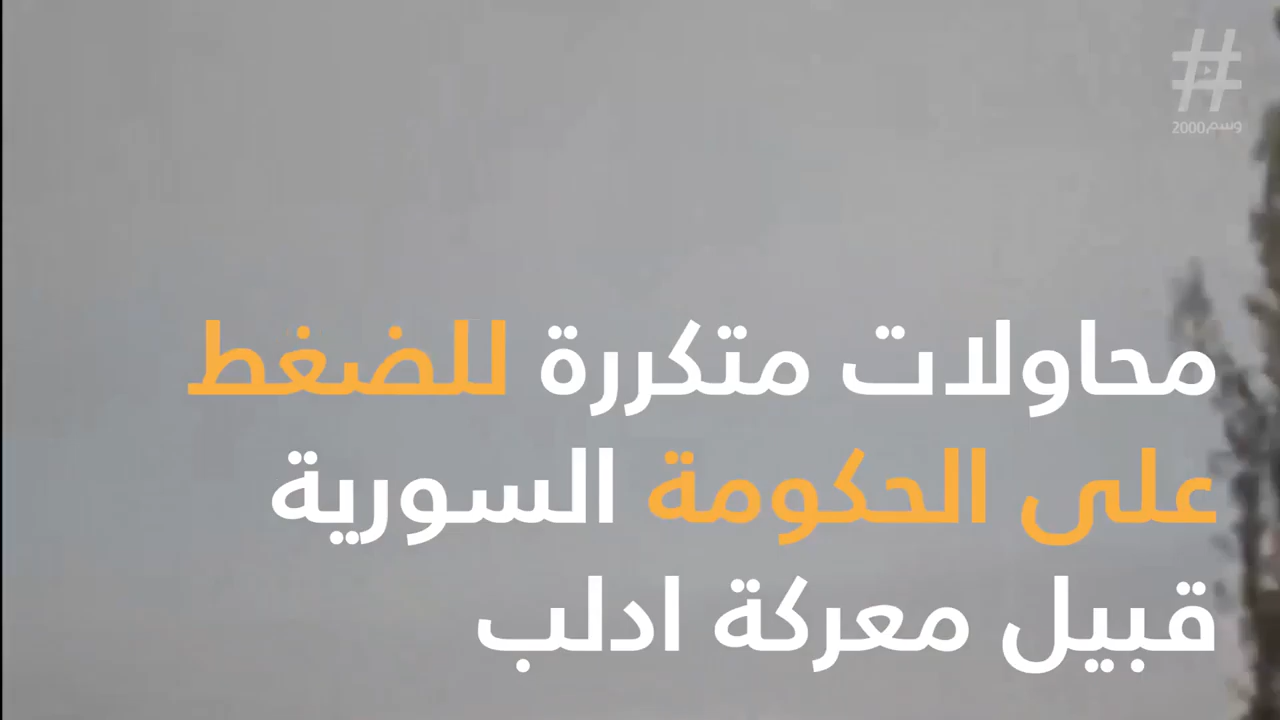 #
وسم2000
محاولات متكررة للضغط
على الحكومة السورية
قبيل معركة ادلب